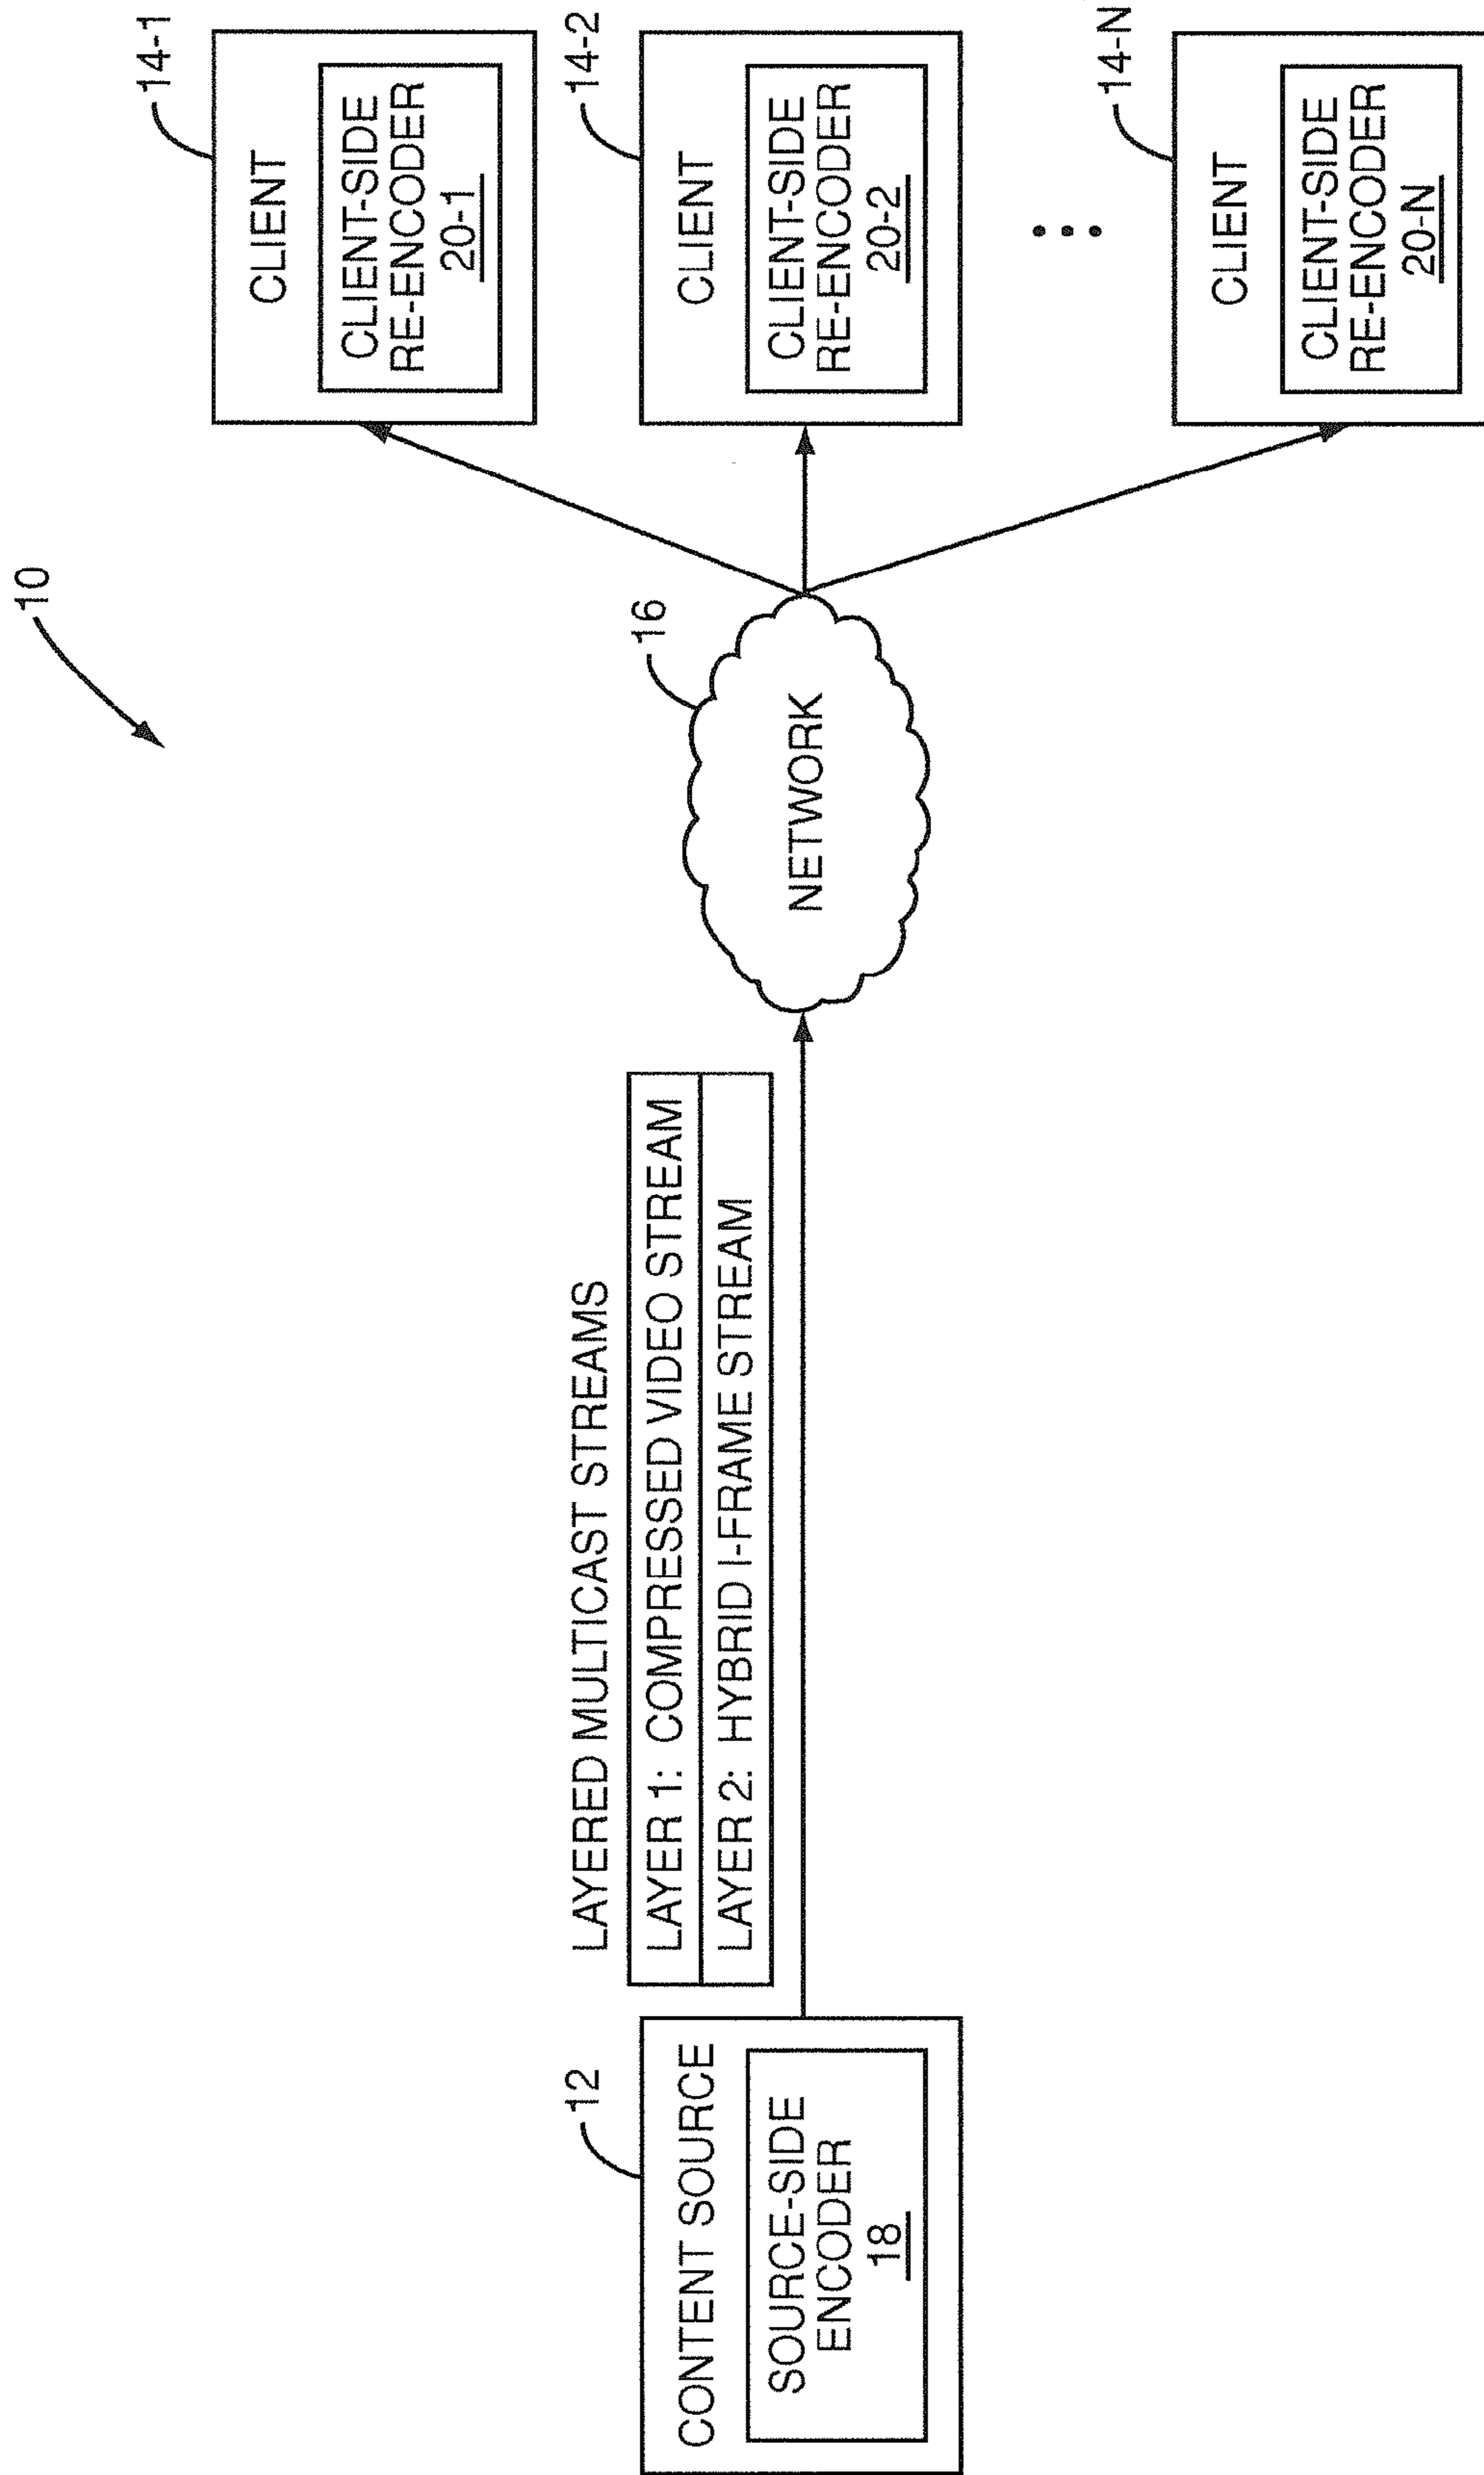 10
12
CONTENT SOURCE
SOURCE-SIDE
ENCODER
18
LAYERED MULTICAST STREAMS
LAYER 1: COMPRESSED VIDEO STREAM
LAYER 2: HYBRID I-FRAME STREAM
16
NETWORK
14-1
CLIENT
CLIENT-SIDE
RE-ENCODER
20-1
14-2
CLIENT
CLIENT-SIDE
RE-ENCODER
20-2
14-N
CLIENT
CLIENT-SIDE
RE-ENCODER
20-N